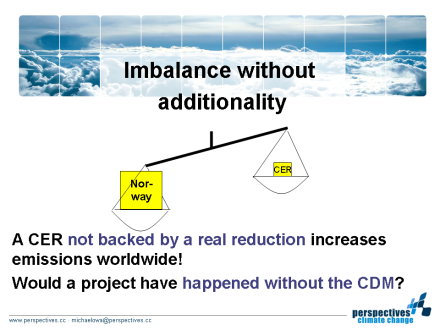 Imbalance without
additionality
CER
Nor-
way
A CER not backed by a real reduction increases
emissions worldwide!
Would a project have happened without the CDM?
www.perspectives.cc · michaelowa@perspectives.cc
perspectives
climate change